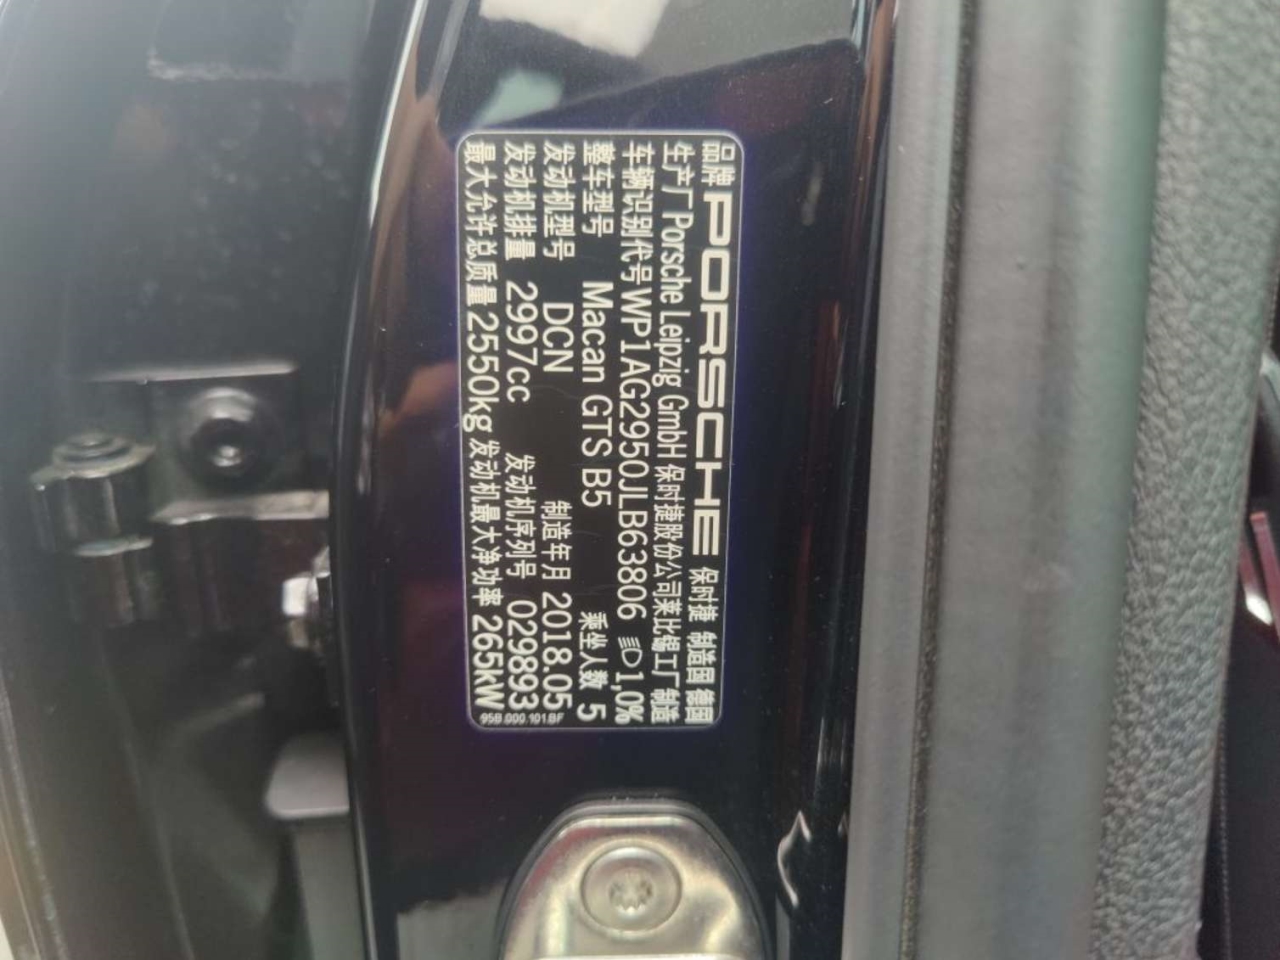 品牌 PORSCHE 保时捷 制造国 德国
生产厂 Porsche Leipzig GmbH 保时捷股份公司莱比锡工厂 制造
车辆识别代号 WP1AG2950JLB63806 1,0%
整车型号 Macan GTS B5 乘坐人数 5
发动机型号 DCN 制造年月 2018.05
发动机排量 2997cc 发动机序列号 029893
最大允许总质量 2550kg 发动机最大净功率 265kW
95B.000.101.BF